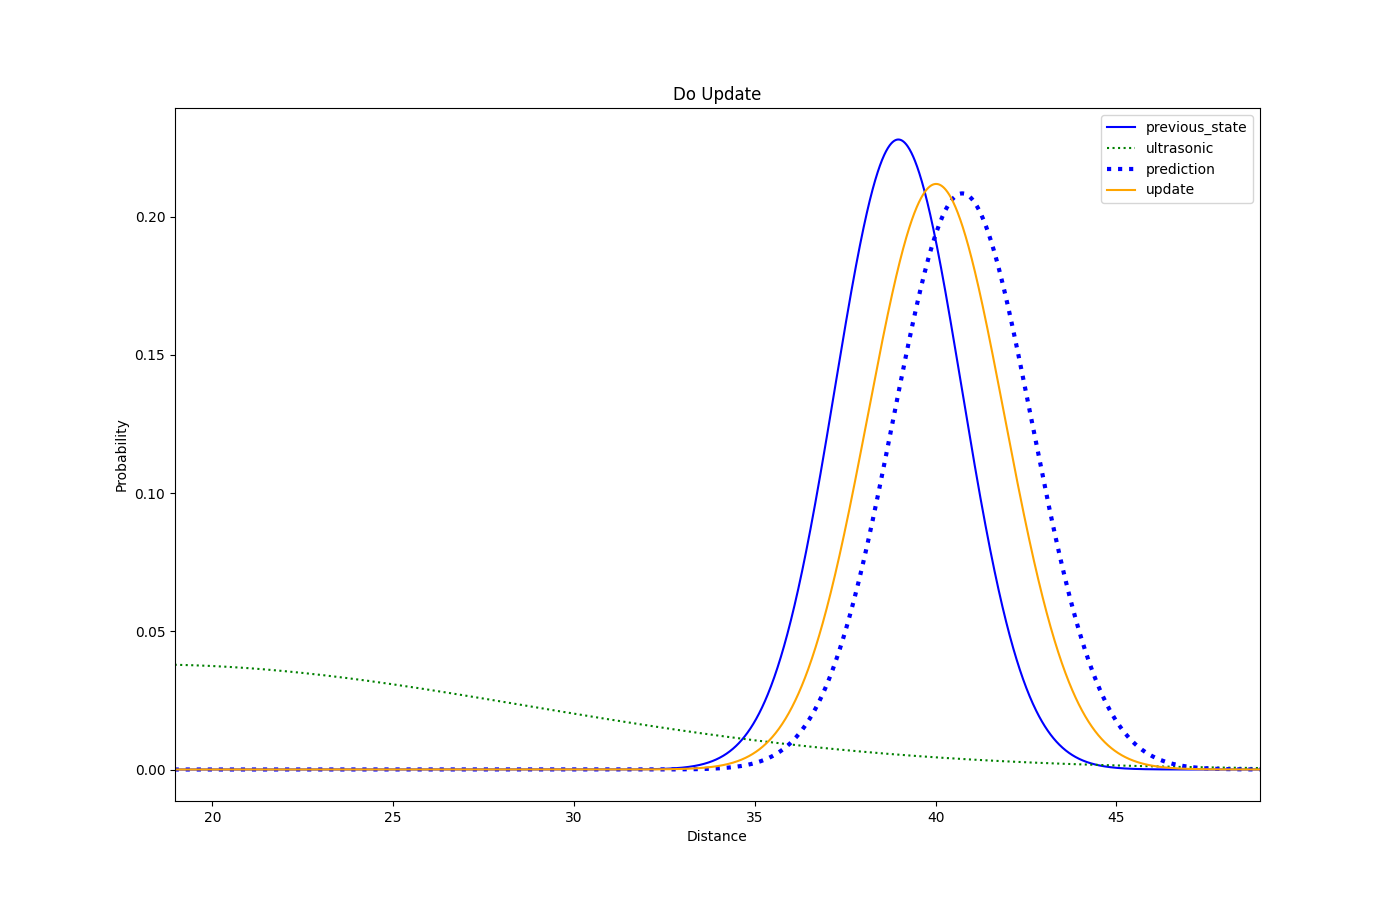 Do Update
previous_state
ultrasonic
prediction
update
Probability
0.20
0.15
0.10
0.05
0.00
20 25 30 35 40 45
Distance